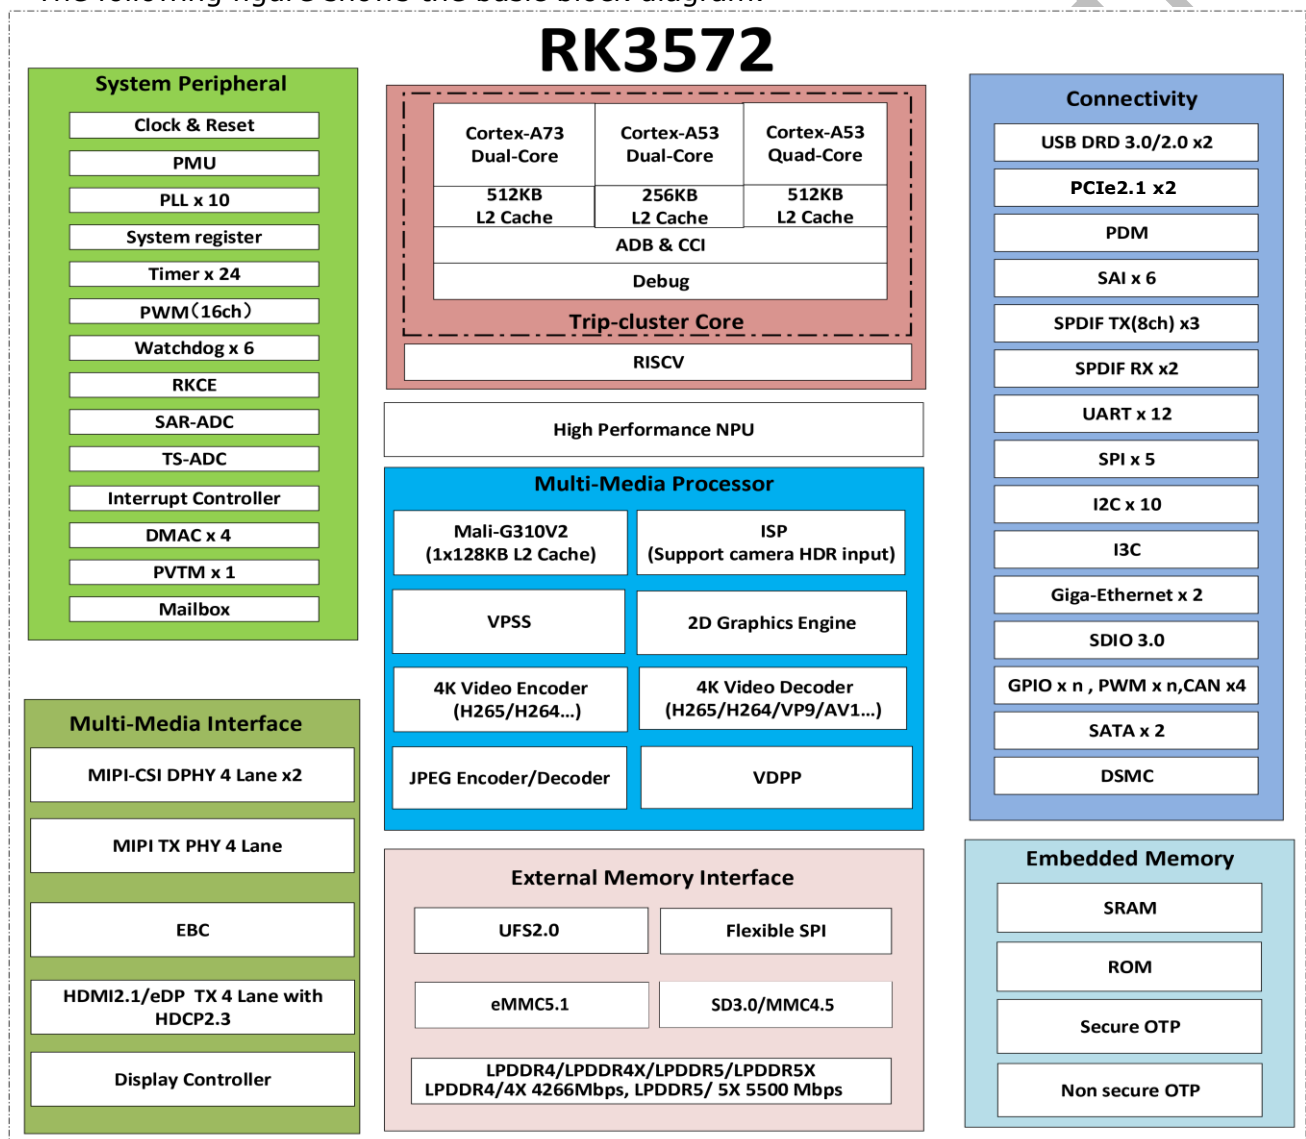 The following figure shows the basic block diagram.
RK3572
System Peripheral
Clock & Reset
PMU
PLL x 10
System register
Timer x 24
PWM（16ch）
Watchdog x 6
RKCE
SAR-ADC
TS-ADC
Interrupt Controller
DMAC x 4
PVTM x 1
Mailbox
Multi-Media Interface
MIPI-CSI DPHY 4 Lane x2
MIPI TX PHY 4 Lane
EBC
HDMI2.1/eDP TX 4 Lane with
HDCP2.3
Display Controller
Cortex-A73
Dual-Core
Cortex-A53
Dual-Core
Cortex-A53
Quad-Core
512KB
L2 Cache
256KB
L2 Cache
512KB
L2 Cache
ADB & CCI
Debug
Trip-cluster Core
RISCV
High Performance NPU
Multi-Media Processor
Mali-G310V2
(1x128KB L2 Cache)
ISP
(Support camera HDR input)
VPSS
2D Graphics Engine
4K Video Encoder
(H265/H264...)
4K Video Decoder
(H265/H264/VP9/AV1...)
JPEG Encoder/Decoder
VDPP
External Memory Interface
UFS2.0
Flexible SPI
eMMC5.1
SD3.0/MMC4.5
LPDDR4/LPDDR4X/LPDDR5/LPDDR5X
LPDDR4/4X 4266Mbps, LPDDR5/ 5X 5500 Mbps
Connectivity
USB DRD 3.0/2.0 x2
PCIe2.1 x2
PDM
SAI x 6
SPDIF TX(8ch) x3
SPDIF RX x2
UART x 12
SPI x 5
I2C x 10
I3C
Giga-Ethernet x 2
SDIO 3.0
GPIO x n , PWM x n,CAN x4
SATA x 2
DSMC
Embedded Memory
SRAM
ROM
Secure OTP
Non secure OTP